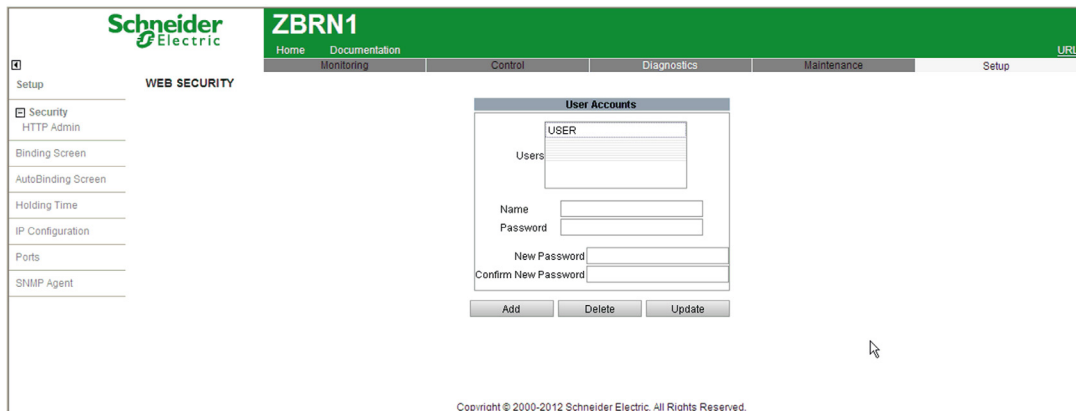 Schneider
Electric
ZBRN1
Home Documentation
URL
Monitoring Control Diagnostics Maintenance Setup
Setup
WEB SECURITY
Security
HTTP Admin
Binding Screen
AutoBinding Screen
Holding Time
IP Configuration
Ports
SNMP Agent
User Accounts
USER
Users
Name
Password
New Password
Confirm New Password
Add Delete Update
Copyright © 2000-2012 Schneider Electric. All Rights Reserved.